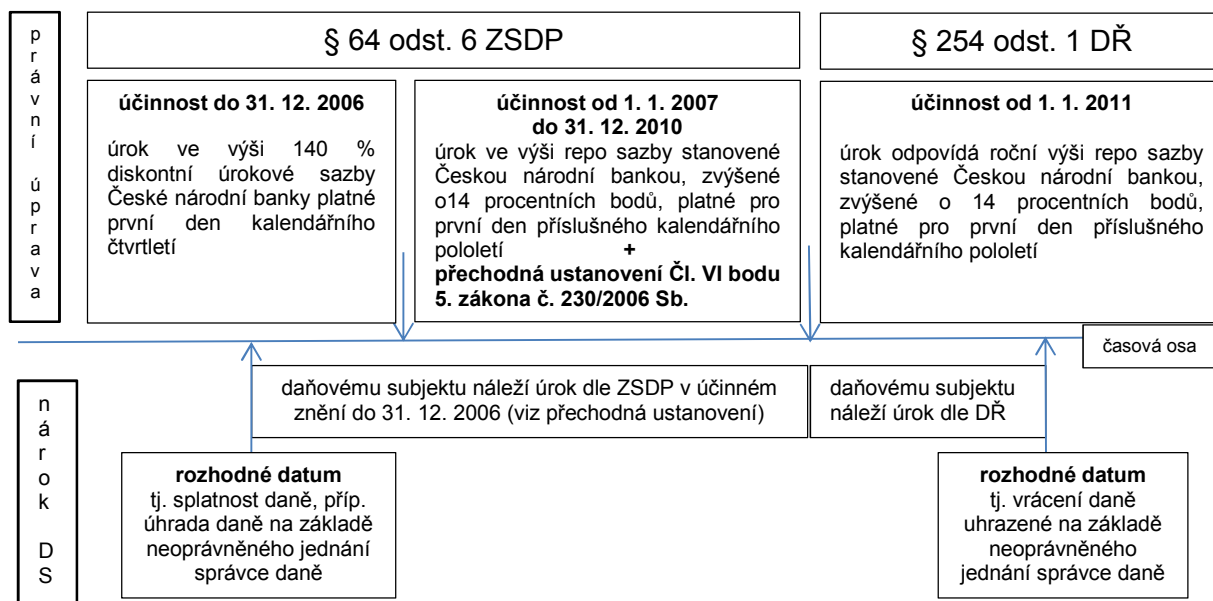 právní úprava
§ 64 odst. 6 ZSDP
§ 254 odst. 1 DŘ
účinnost do 31. 12. 2006
úrok ve výši 140 %
diskontní úrokové sazby
České národní banky platné
první den kalendářního
čtvrtletí
účinnost od 1. 1. 2007
do 31. 12. 2010
úrok ve výši repo sazby stanovené
Českou národní bankou, zvýšené
o14 procentních bodů, platné pro
první den příslušného kalendářního
pololetí +
přechodná ustanovení Čl. VI bodu
5. zákona č. 230/2006 Sb.
účinnost od 1. 1. 2011
úrok odpovídá roční výši repo sazby
stanovené Českou národní bankou,
zvýšené o 14 procentních bodů,
platné pro první den příslušného
kalendářního pololetí
časová osa
nárok DS
daňovému subjektu náleží úrok dle ZSDP v účinném
znění do 31. 12. 2006 (viz přechodná ustanovení)
daňovému subjektu
náleží úrok dle DŘ
rozhodné datum
tj. splatnost daně, příp.
úhrada daně na základě
neoprávněného jednání
správce daně
rozhodné datum
tj. vrácení daně
uhrazené na základě
neoprávněného
jednání správce daně